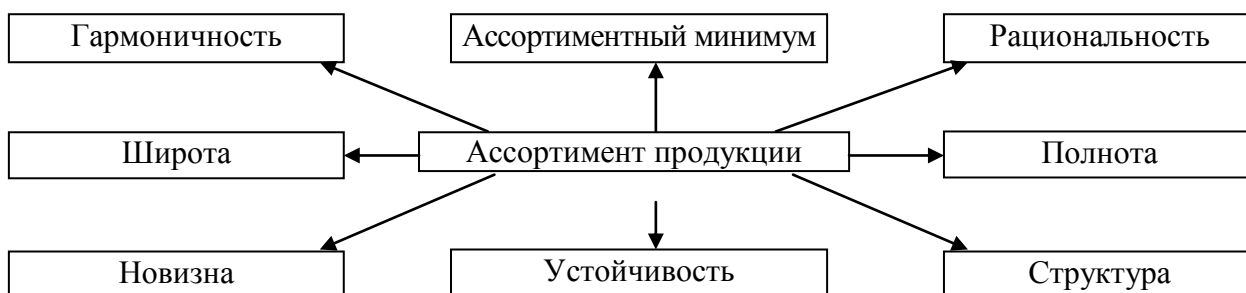 Гармоничность
Ассортиментный минимум
Рациональность
Широта
Ассортимент продукции
Полнота
Новизна
Устойчивость
Структура